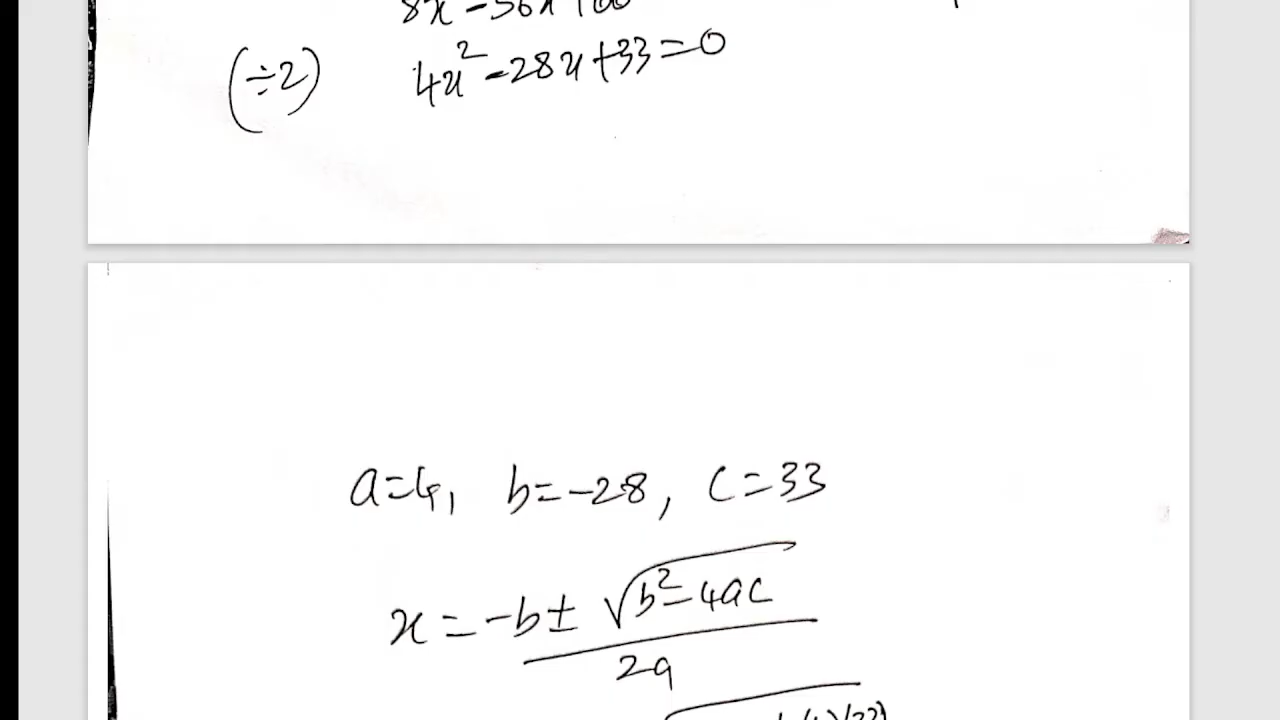 (÷2) 4x² - 28x + 33 = 0
a=4, b=-28, c=33
x = -b ± √b²-4ac
2a